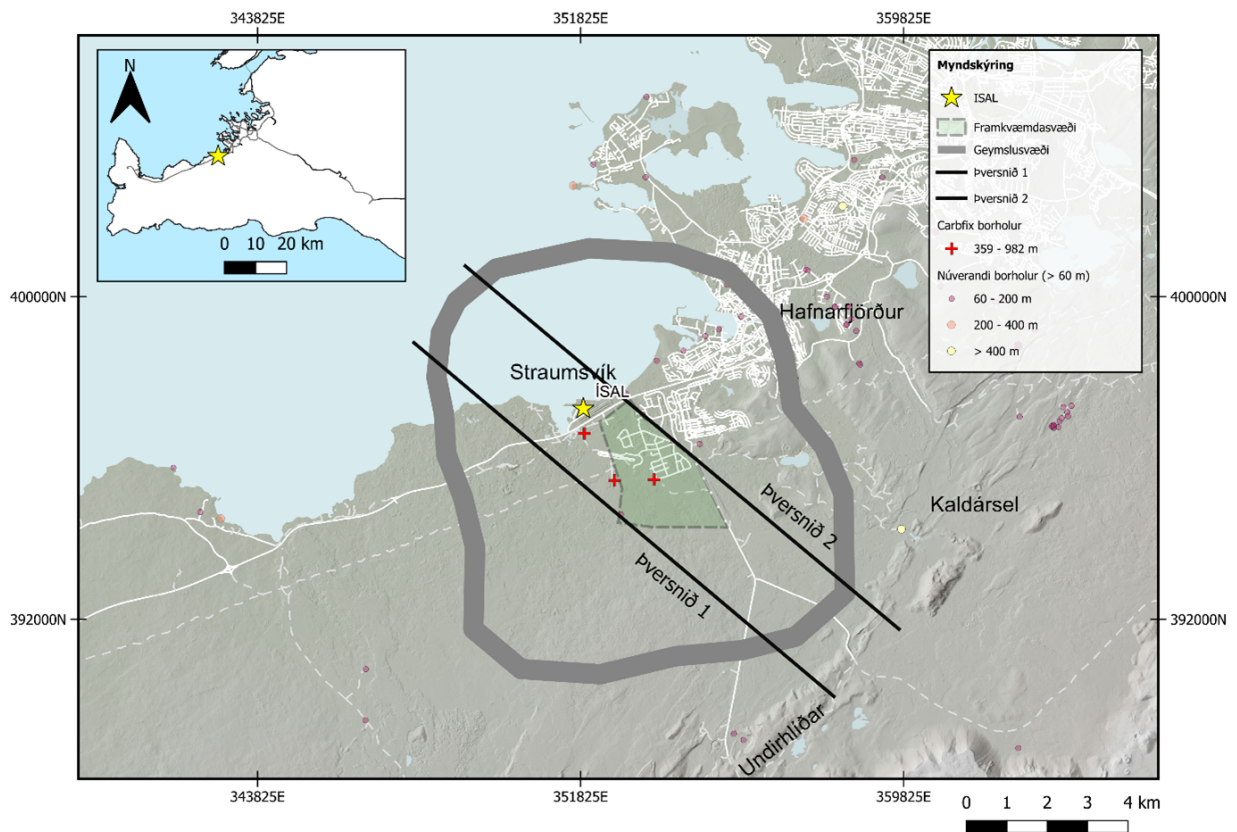 343825E
351825E
359825E
N
0 10 20 km
Myndskýring
ISAL
Framkvæmdasvæði
Geymslusvæði
Þversnið 1
Þversnið 2
Carbfix borholur
359 - 982 m
Núverandi borholur (> 60 m)
60 - 200 m
200 - 400 m
> 400 m
400000N
400000N
Hafnarfjörður
Straumsvík
ÍSAL
Kaldársel
Þversnið 2
Þversnið 1
392000N
392000N
Undirhlíðar
343825E
351825E
359825E
0 1 2 3 4 km